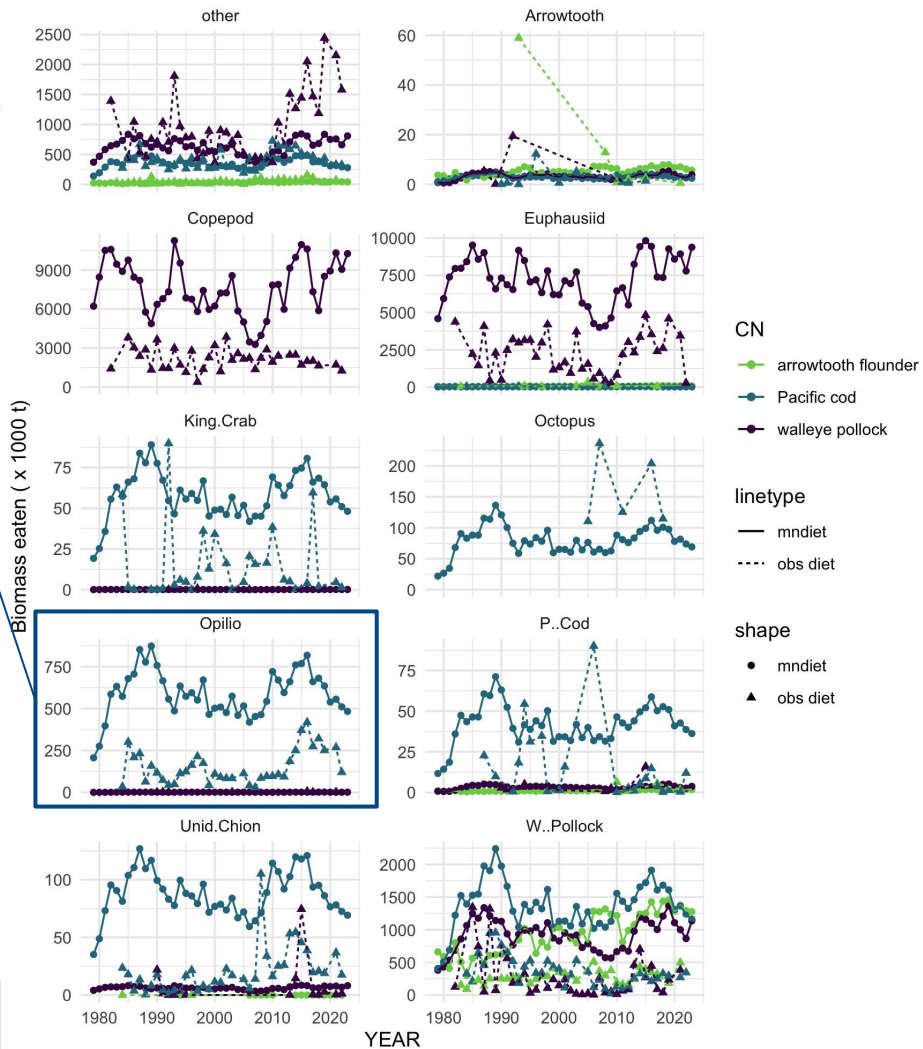 other
Arrowtooth
2500
2000
1500
1000
500
0
60
40
20
0
Copepod
Euphausiid
9000
6000
3000
0
10000
7500
5000
2500
0
King.Crab
Octopus
75
50
25
0
200
150
100
50
0
Opilio
P..Cod
750
500
250
0
75
50
25
0
Unid.Chion
W..Pollock
100
50
0
2000
1500
1000
500
0
1980 1990 2000 2010 2020
1980 1990 2000 2010 2020
YEAR
Biomass eaten ( x 1000 t)
CN
arrowtooth flounder
Pacific cod
walleye pollock
linetype
mndiet
obs diet
shape
mndiet
obs diet